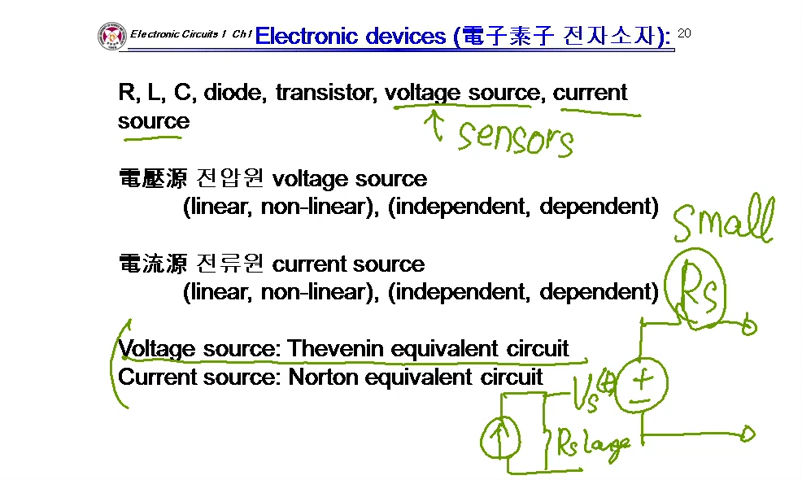 Electronic Circuits 1 Ch1 Electronic devices (電子素子 전자소자): 20
R, L, C, diode, transistor, voltage source, current
source
sensors
電壓源 전압원 voltage source
(linear, non-linear), (independent, dependent)
small
電流源 전류원 current source
(linear, non-linear), (independent, dependent)
Rs
Voltage source: Thevenin equivalent circuit
Current source: Norton equivalent circuit
Vs(t)
Rs large